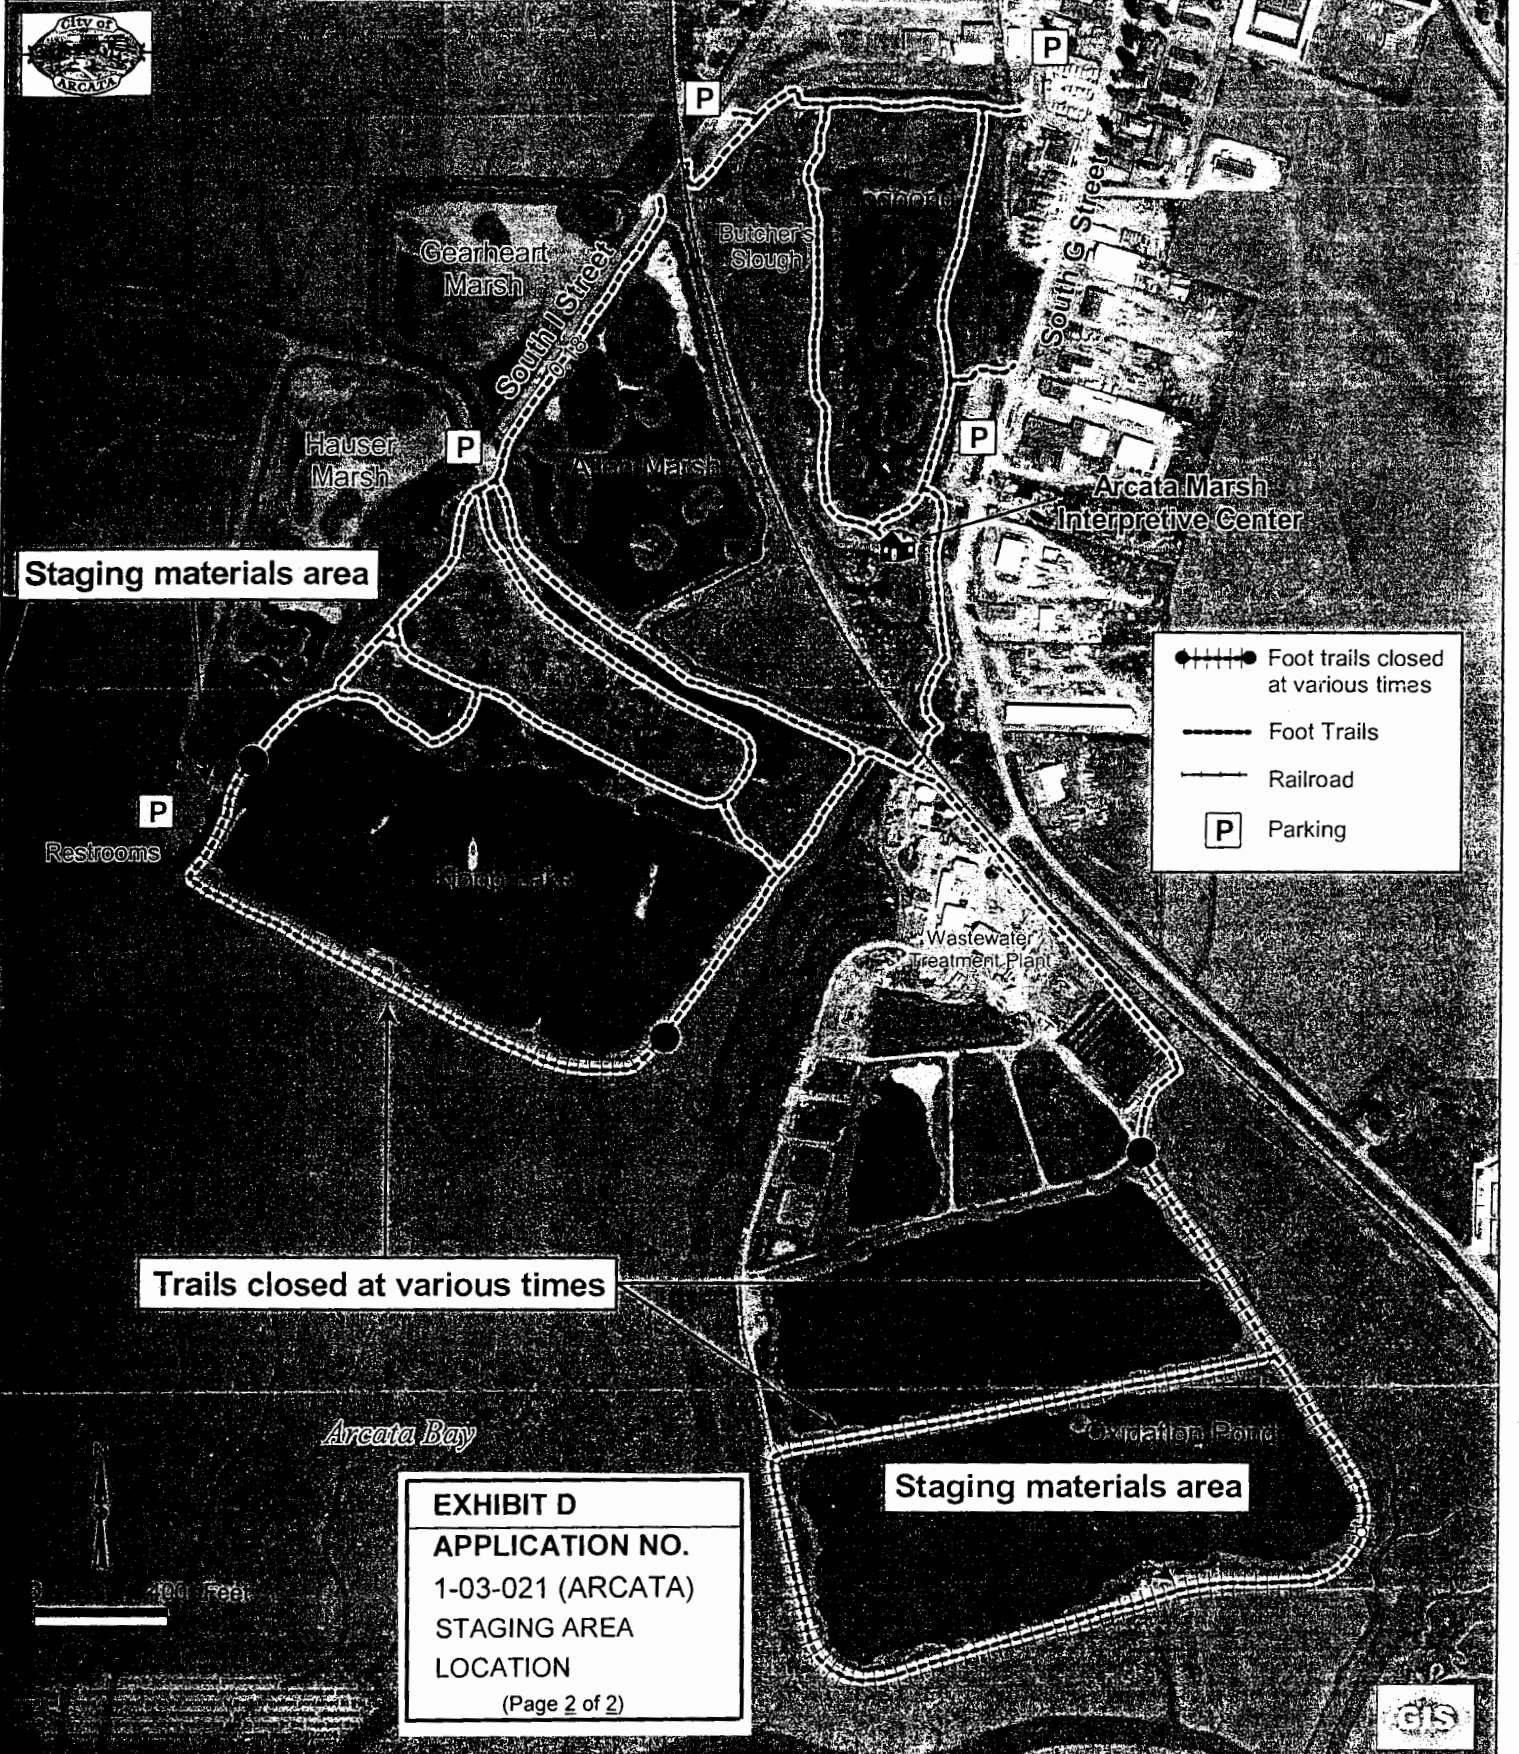 City of
ARCATA
P
P
Gearheart
Marsh
Butcher's
Slough
South I Street
South G Street
Hauser
Marsh
P
Allen Marsh
P
Arcata Marsh
Interpretive Center
Staging materials area
Foot trails closed
at various times
Foot Trails
Railroad
P Parking
P
Restrooms
Klopp Lake
Wastewater
Treatment Plant
Trails closed at various times
Arcata Bay
Oxidation Pond
Staging materials area
400 Feet
EXHIBIT D
APPLICATION NO.
1-03-021 (ARCATA)
STAGING AREA
LOCATION
(Page 2 of 2)
GIS